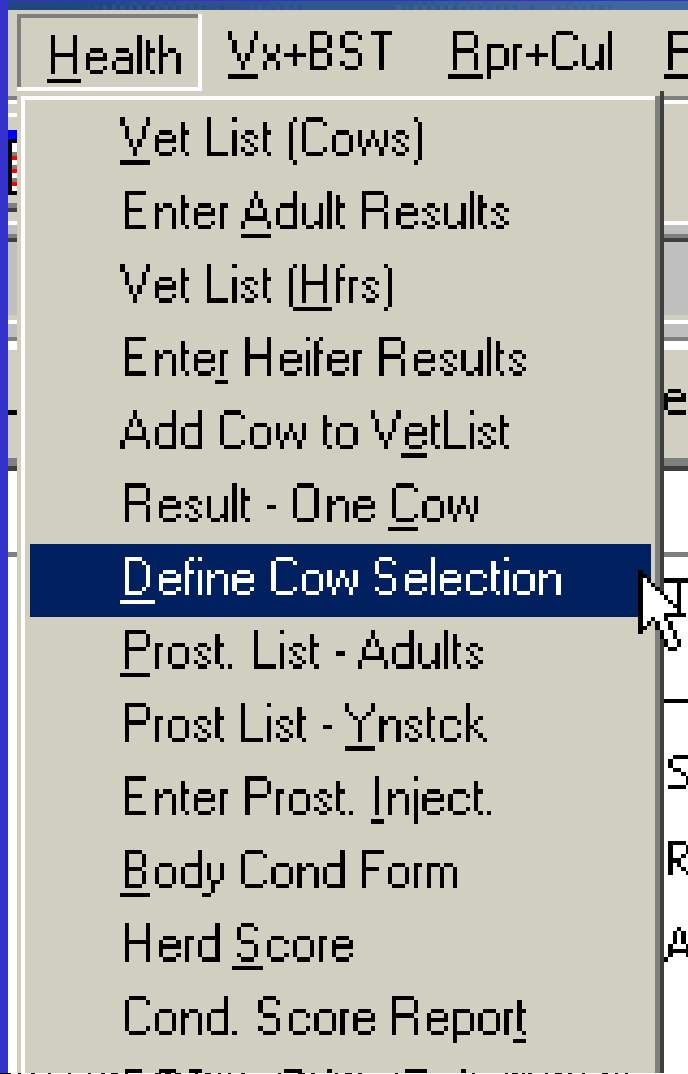 Health Vx+BST Rpr+Cul
Vet List (Cows)
Enter Adult Results
Vet List (Hfrs)
Enter Heifer Results
Add Cow to VetList
Result - One Cow
Define Cow Selection
Prost. List - Adults
Prost List - Ynstck
Enter Prost. Inject.
Body Cond Form
Herd Score
Cond. Score Report